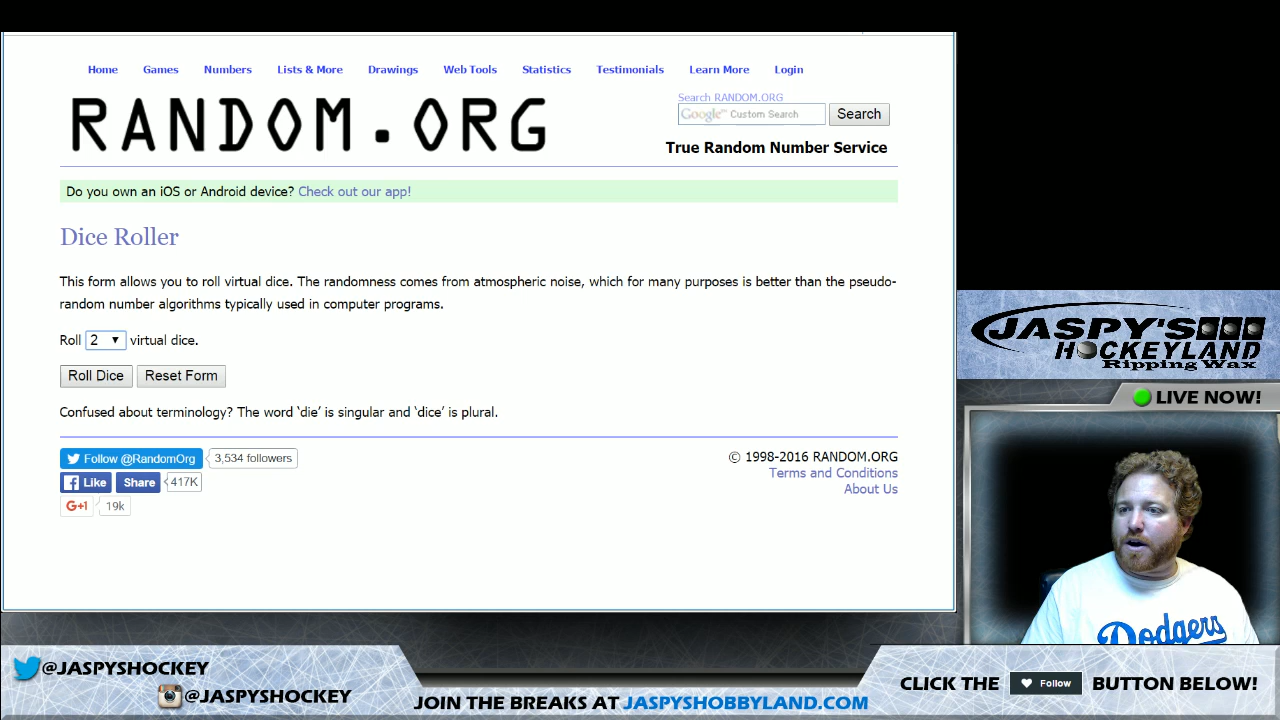 Home Games Numbers Lists & More Drawings Web Tools Statistics Testimonials Learn More Login
RANDOM.ORG
Search RANDOM.ORG
Google™ Custom Search Search
True Random Number Service
Do you own an iOS or Android device? Check out our app!
Dice Roller
This form allows you to roll virtual dice. The randomness comes from atmospheric noise, which for many purposes is better than the pseudo-
random number algorithms typically used in computer programs.
Roll 2 virtual dice.
Roll Dice Reset Form
Confused about terminology? The word ‘die’ is singular and ‘dice’ is plural.
Follow @RandomOrg 3,534 followers
Like Share 417K
G+1 19k
© 1998-2016 RANDOM.ORG
Terms and Conditions
About Us
JASPY'S
HOCKEYLAND
Ripping Wax
LIVE NOW!
Dodgers
@JASPYSHOCKEY
@JASPYSHOCKEY
JOIN THE BREAKS AT JASPYSHOBBYLAND.COM
CLICK THE Follow BUTTON BELOW!